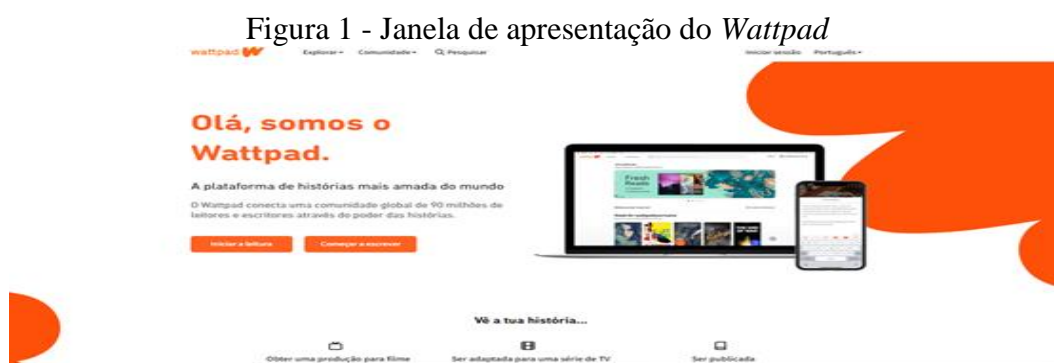 Figura 1 - Janela de apresentação do Wattpad
wattpad
Explorar Comunidade Pesquisar Iniciar sessão Português
Olá, somos o
Wattpad.
A plataforma de histórias mais amada do mundo
O Wattpad conecta uma comunidade global de 90 milhões de
leitores e escritores através do poder das histórias.
Iniciar a leitura Começar a escrever
Fresh
Reads
Vê a tua história...
Obter uma produção para filme Ser adaptada para uma série de TV Ser publicada